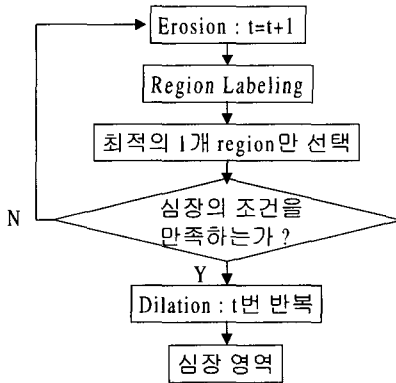 Erosion : t=t+1
Region Labeling
최적의 1개 region만 선택
심장의 조건을
만족하는가 ?
N
Y
Dilation : t번 반복
심장 영역